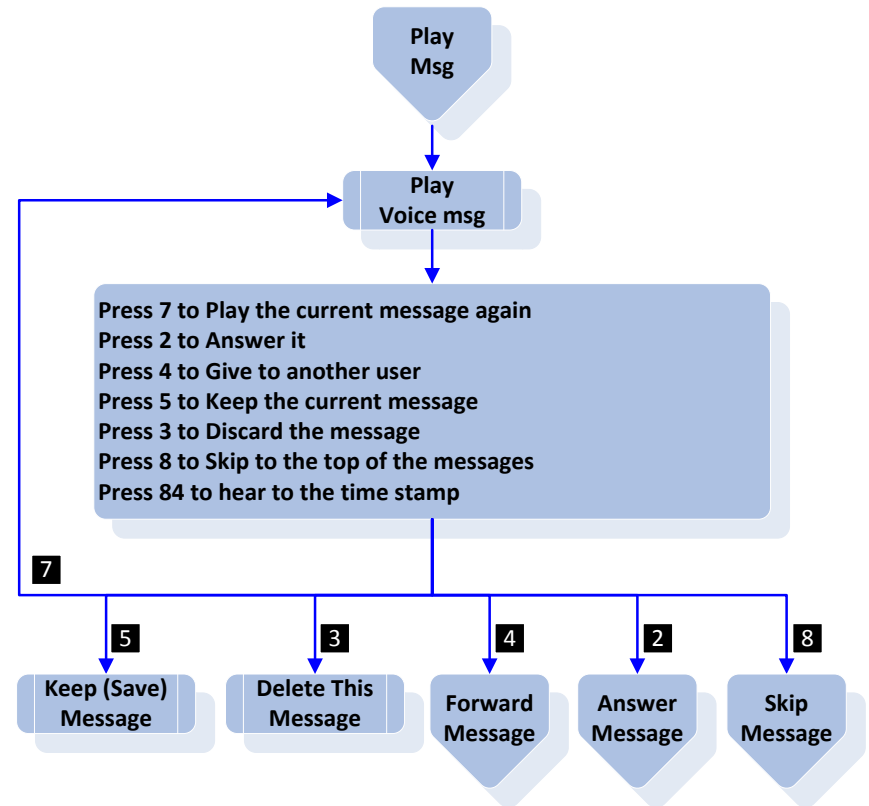 Play
Msg
Play
Voice msg
Press 7 to Play the current message again
Press 2 to Answer it
Press 4 to Give to another user
Press 5 to Keep the current message
Press 3 to Discard the message
Press 8 to Skip to the top of the messages
Press 84 to hear to the time stamp
7
5
3
4
2
8
Keep (Save)
Message
Delete This
Message
Forward
Message
Answer
Message
Skip
Message